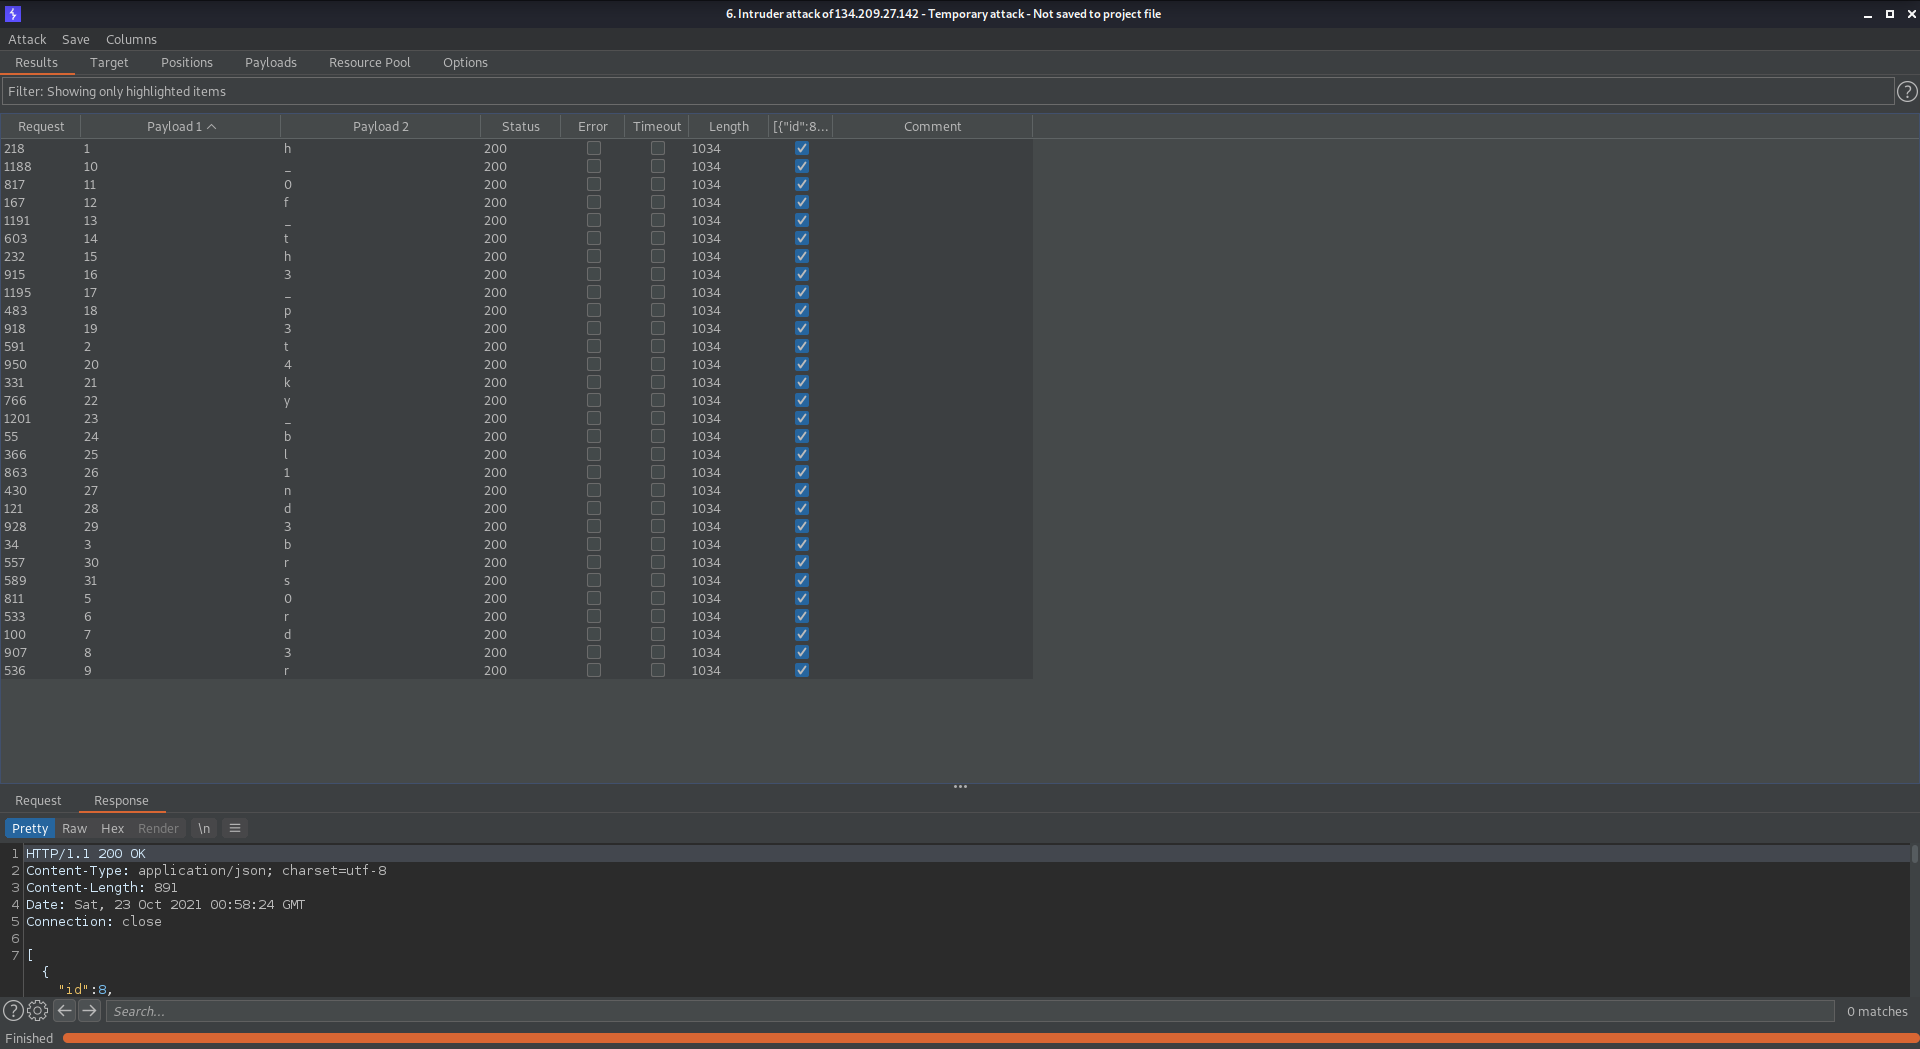 6. Intruder attack of 134.209.27.142 - Temporary attack - Not saved to project file
Attack Save Columns
Results Target Positions Payloads Resource Pool Options
Filter: Showing only highlighted items
Request Payload 1 Payload 2 Status Error Timeout Length [{"id":8... Comment
218 1 h 200 1034
1188 10 _ 200 1034
817 11 0 200 1034
167 12 f 200 1034
1191 13 _ 200 1034
603 14 t 200 1034
232 15 h 200 1034
915 16 3 200 1034
1195 17 _ 200 1034
483 18 p 200 1034
918 19 3 200 1034
591 2 t 200 1034
950 20 4 200 1034
331 21 k 200 1034
766 22 y 200 1034
1201 23 _ 200 1034
55 24 b 200 1034
366 25 l 200 1034
863 26 1 200 1034
430 27 n 200 1034
121 28 d 200 1034
928 29 3 200 1034
34 3 b 200 1034
557 30 r 200 1034
589 31 s 200 1034
811 5 0 200 1034
533 6 r 200 1034
100 7 d 200 1034
907 8 3 200 1034
536 9 r 200 1034
Request Response
Pretty Raw Hex Render \n
1 HTTP/1.1 200 OK
2 Content-Type: application/json; charset=utf-8
3 Content-Length: 891
4 Date: Sat, 23 Oct 2021 00:58:24 GMT
5 Connection: close
6
7 [
{
"id":8,
Search... 0 matches
Finished